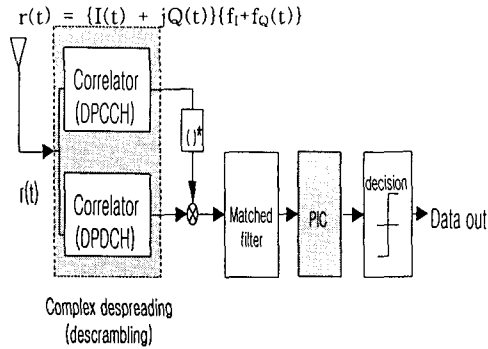 r(t) = {I(t) + jQ(t)}{f_I+f_Q(t)}
Correlator
(DPCCH)
( )*
r(t)
Correlator
(DPDCH)
Matched
filter
PIC
decision
Data out
Complex despreading
(descrambling)